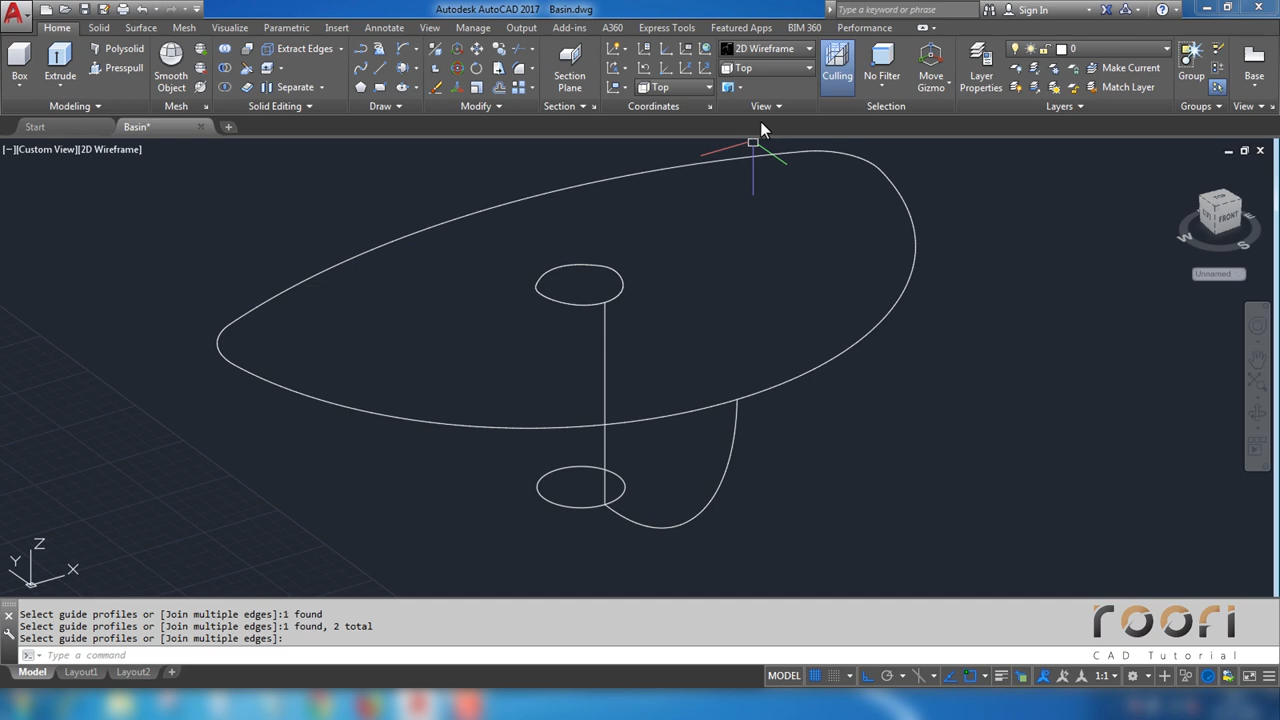 Autodesk AutoCAD 2017 Basin.dwg
Type a keyword or phrase
Sign In
Home Solid Surface Mesh Visualize Parametric Insert Annotate View Manage Output Add-ins A360 Express Tools Featured Apps BIM 360 Performance
Polysolid Extrude Edges 2D Wireframe 0
Presspull Top Make Current
Box Extrude Smooth Object Separate Section Plane Top Culling No Filter Move Gizmo Layer Properties Match Layer Group Base
Modeling Mesh Solid Editing Draw Modify Section Coordinates View Selection Layers Groups View
Start Basin*
[−][Custom View][2D Wireframe]
TOP
FRONT
W E S
Unnamed
Z
Y
X
Select guide profiles or [Join multiple edges]:1 found
Select guide profiles or [Join multiple edges]:1 found, 2 total
Select guide profiles or [Join multiple edges]:
Type a command
roori
CAD Tutorial
Model Layout1 Layout2
MODEL 1:1